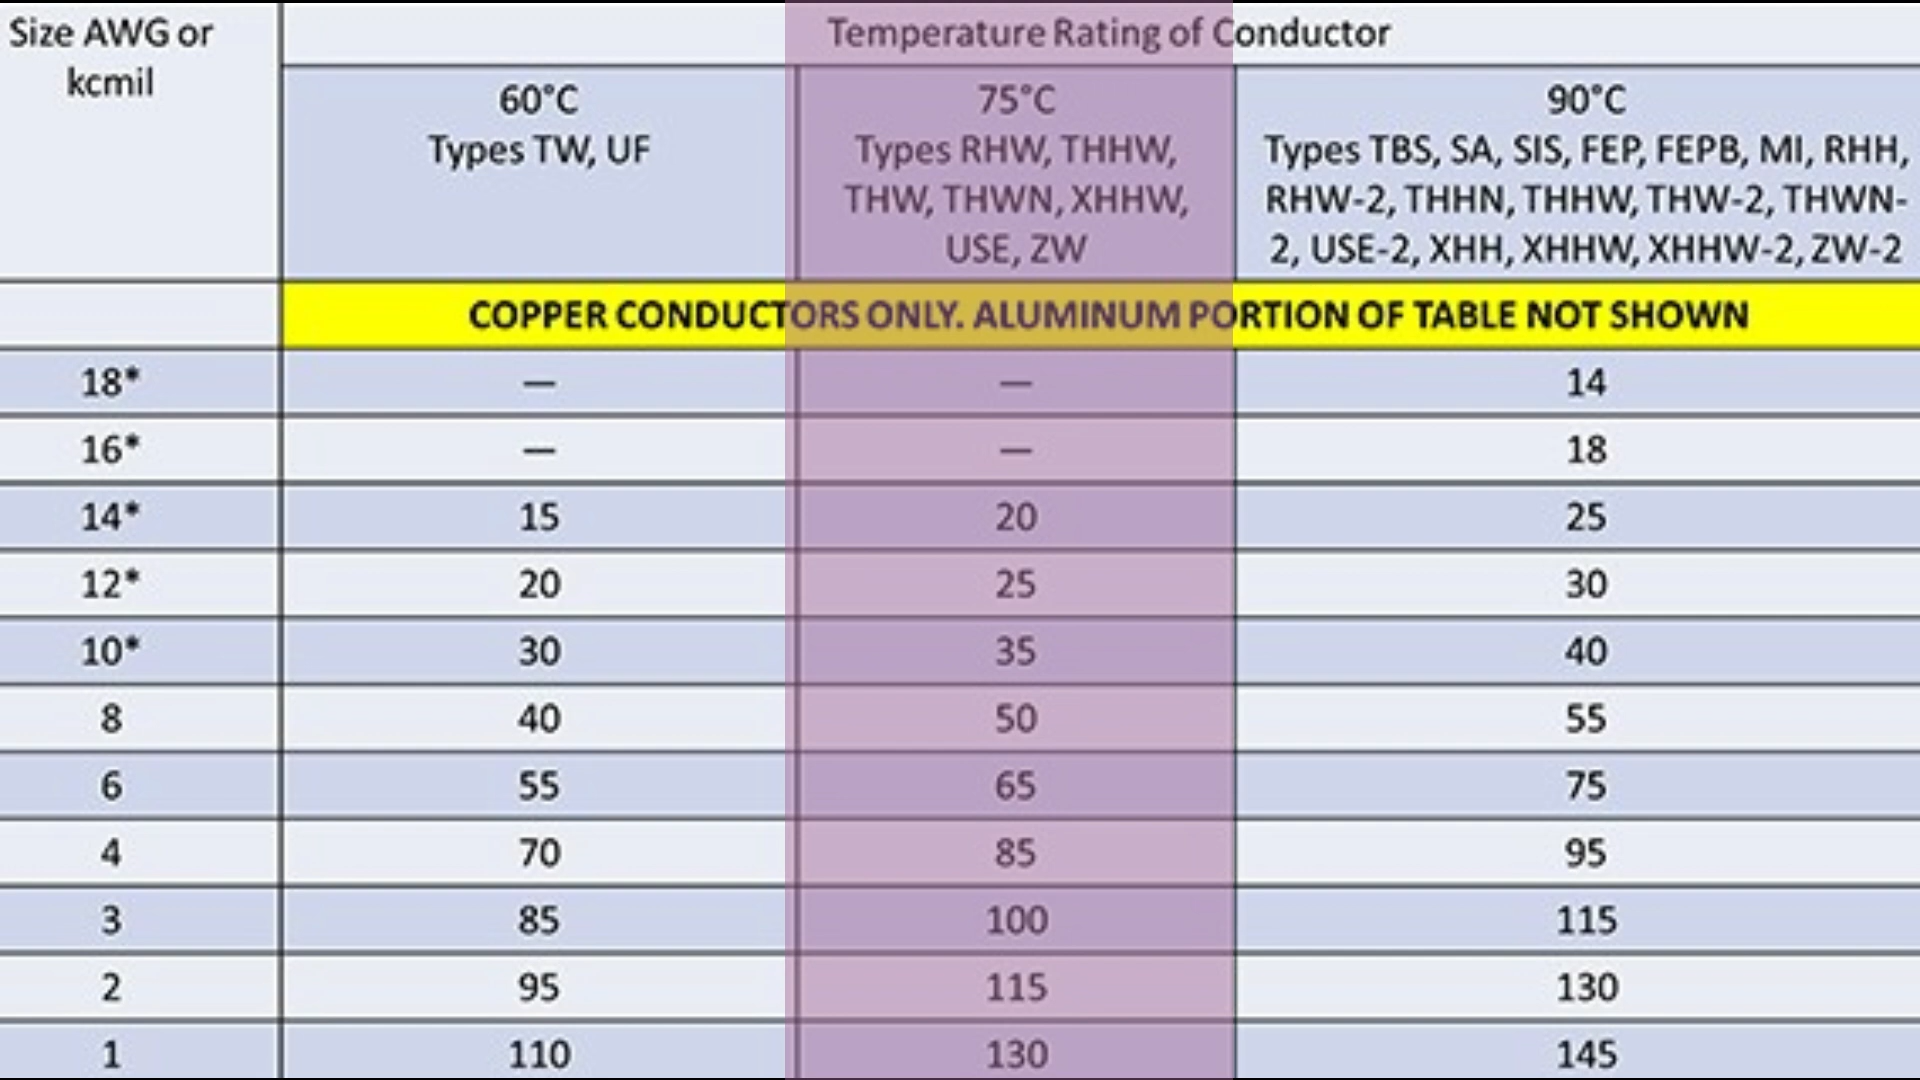 Size AWG or
kcmil
Temperature Rating of Conductor
60°C
Types TW, UF
75°C
Types RHW, THHW,
THW, THWN, XHHW,
USE, ZW
90°C
Types TBS, SA, SIS, FEP, FEPB, MI, RHH,
RHW-2, THHN, THHW, THW-2, THWN-
2, USE-2, XHH, XHHW, XHHW-2, ZW-2
COPPER CONDUCTORS ONLY. ALUMINUM PORTION OF TABLE NOT SHOWN
18* — — 14
16* — — 18
14* 15 20 25
12* 20 25 30
10* 30 35 40
8 40 50 55
6 55 65 75
4 70 85 95
3 85 100 115
2 95 115 130
1 110 130 145